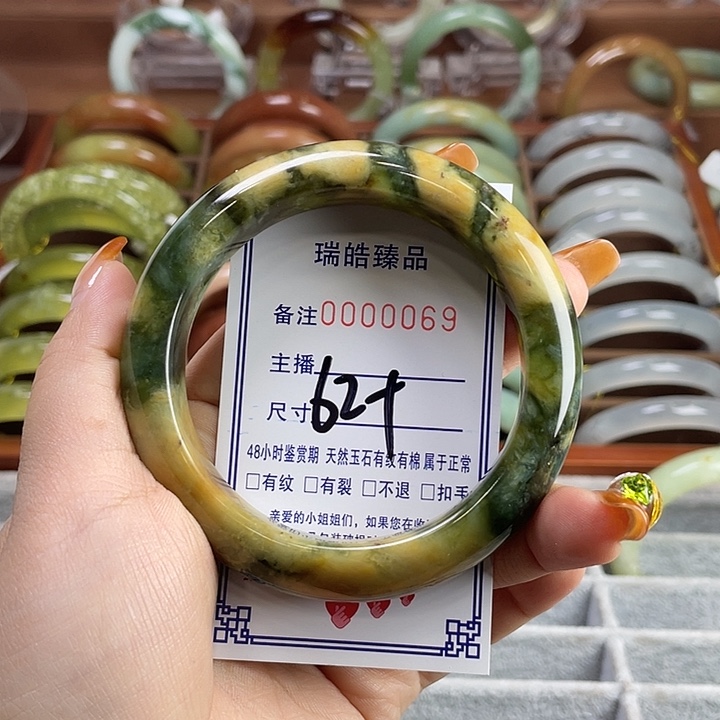 瑞皓臻品
备注0000069
主播
尺寸62+
48小时鉴赏期 天然玉石有纹有棉属于正常
□有纹 □有裂 □不退 □扣手
亲爱的小姐姐们，如果您在收